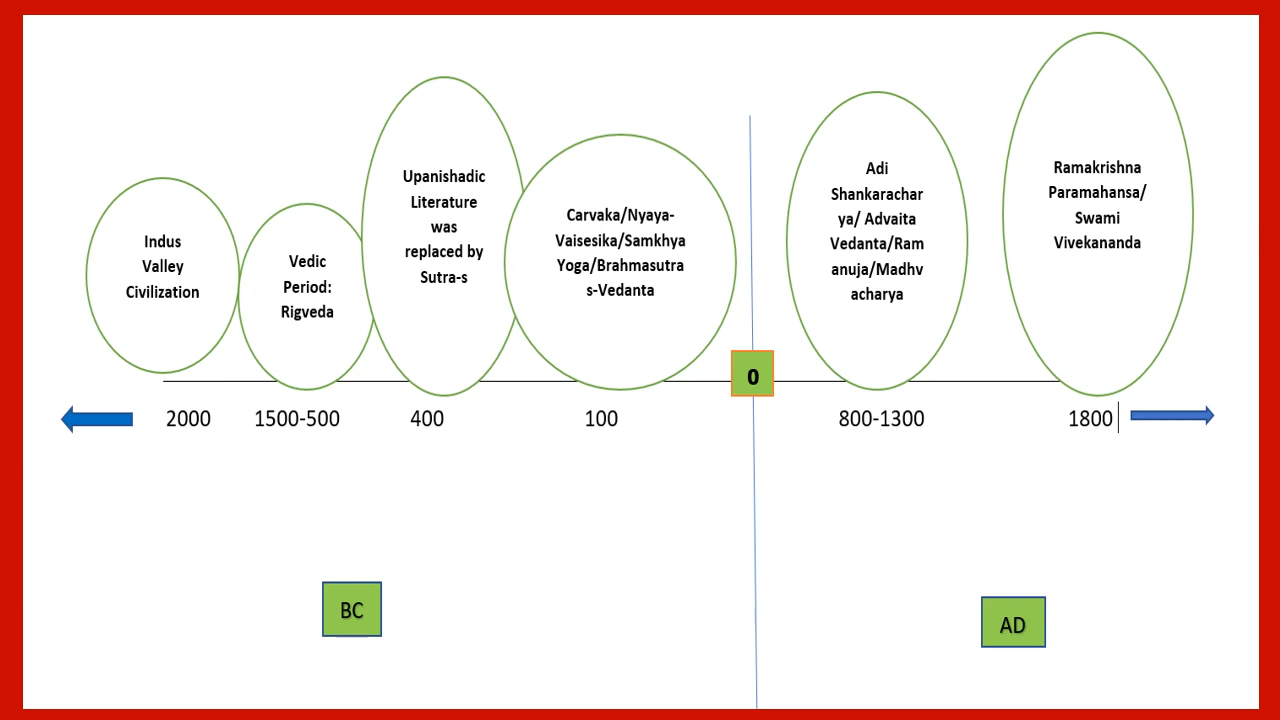 Indus
Valley
Civilization
Vedic
Period:
Rigveda
Upanishadic
Literature
was
replaced by
Sutra-s
Carvaka/Nyaya-
Vaisesika/Samkhya
Yoga/Brahmasutra
s-Vedanta
Adi
Shankarachar
ya/ Advaita
Vedanta/Ram
anuja/Madhv
acharya
Ramakrishna
Paramahansa/
Swami
Vivekananda
0
2000
1500-500
400
100
800-1300
1800
BC
AD